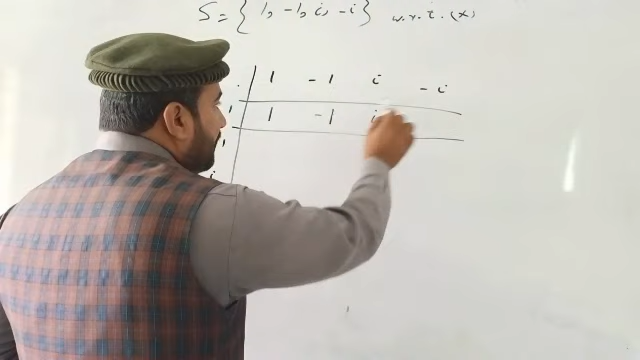 S = { 1, -1, i, -i } w.r.t. (x)
. 1 -1 i -i
1 1 -1 i
i